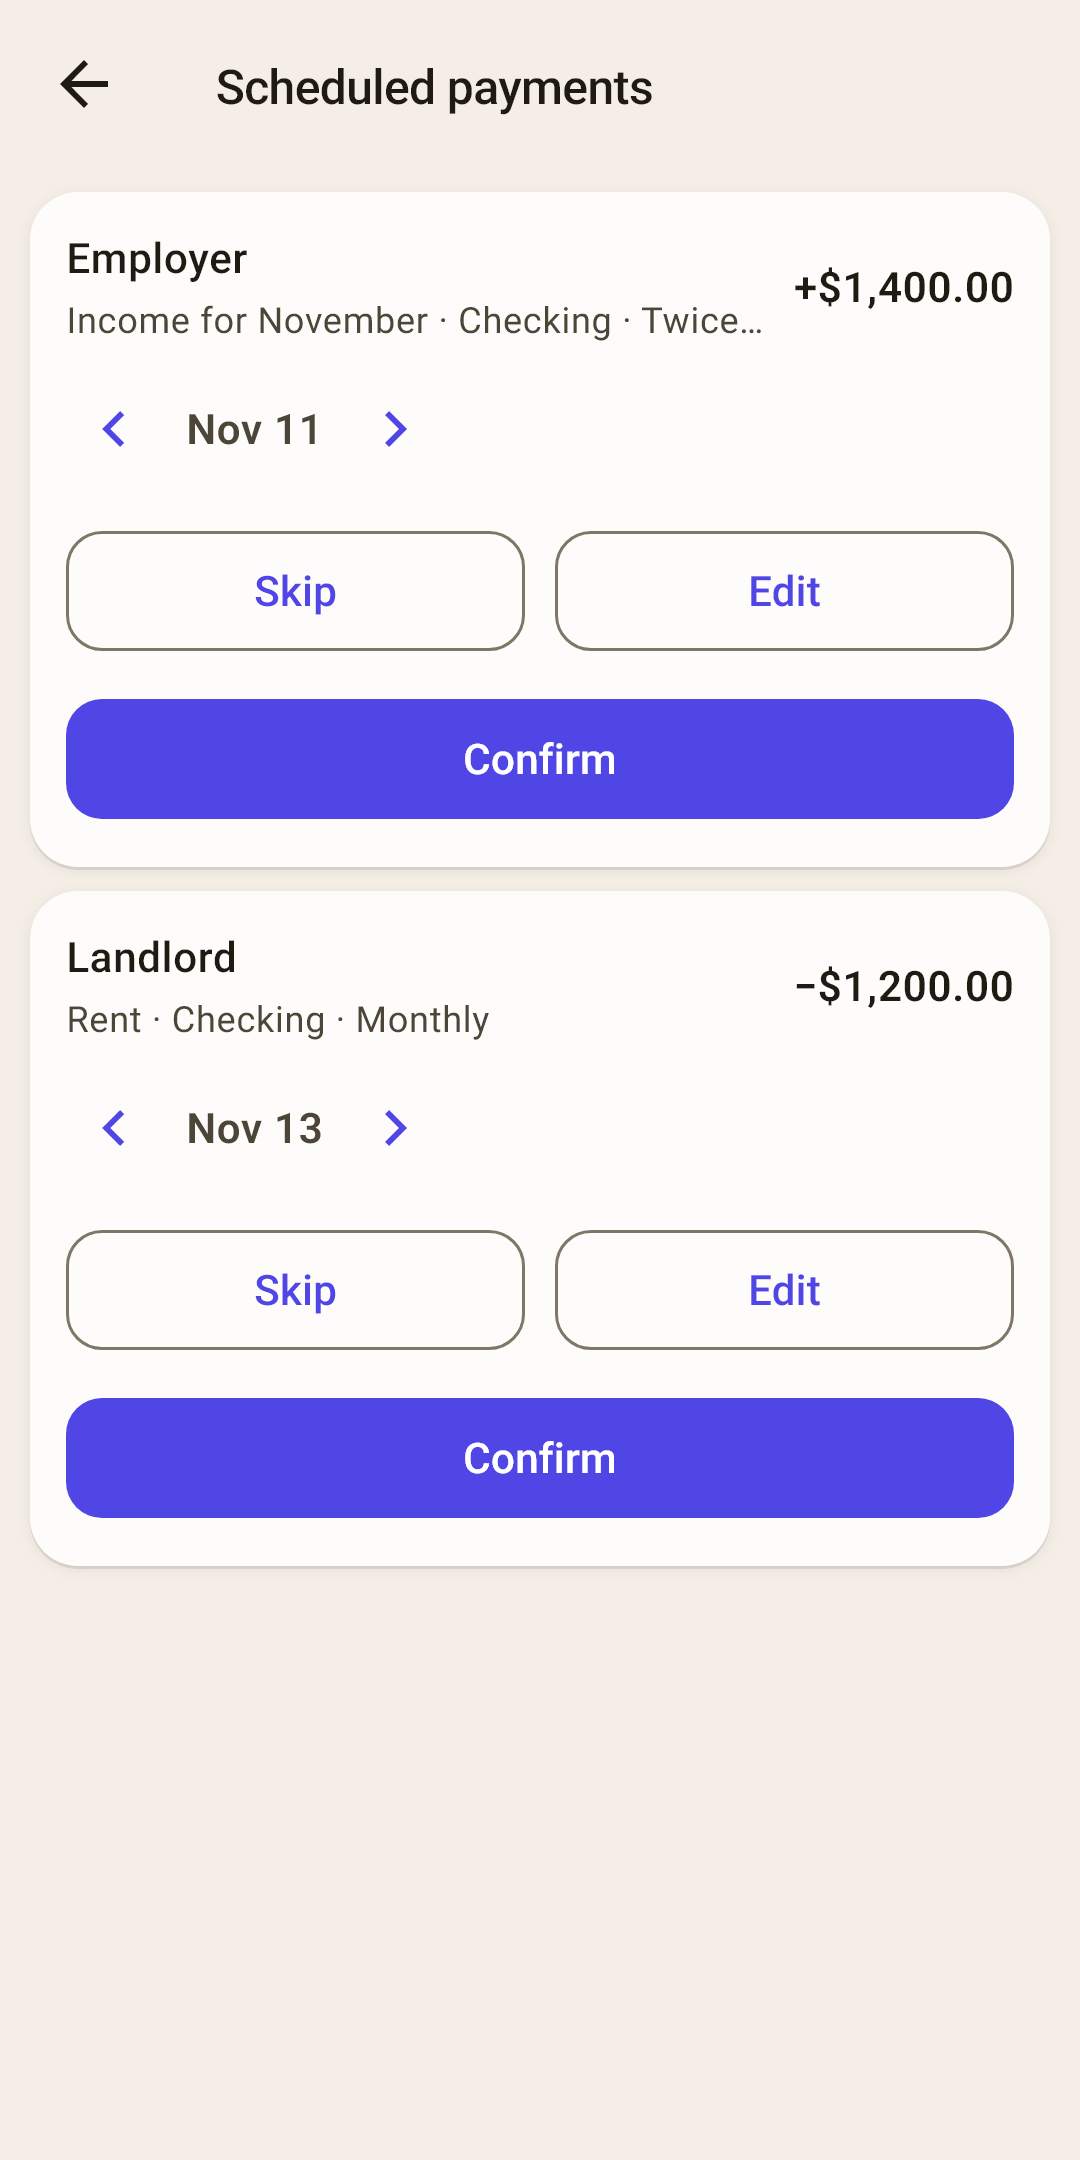 Scheduled payments
Employer
+$1,400.00
Income for November · Checking · Twice…
Nov 11
Skip
Edit
Confirm
Landlord
−$1,200.00
Rent · Checking · Monthly
Nov 13
Skip
Edit
Confirm